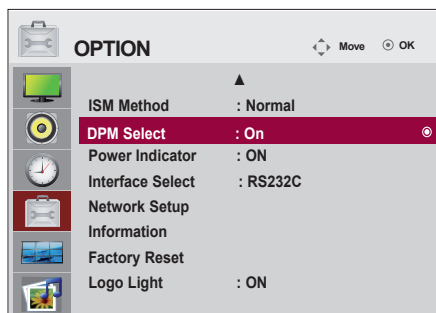 OPTION Move OK
▲
ISM Method : Normal
DPM Select : On
Power Indicator : ON
Interface Select : RS232C
Network Setup
Information
Factory Reset
Logo Light : ON